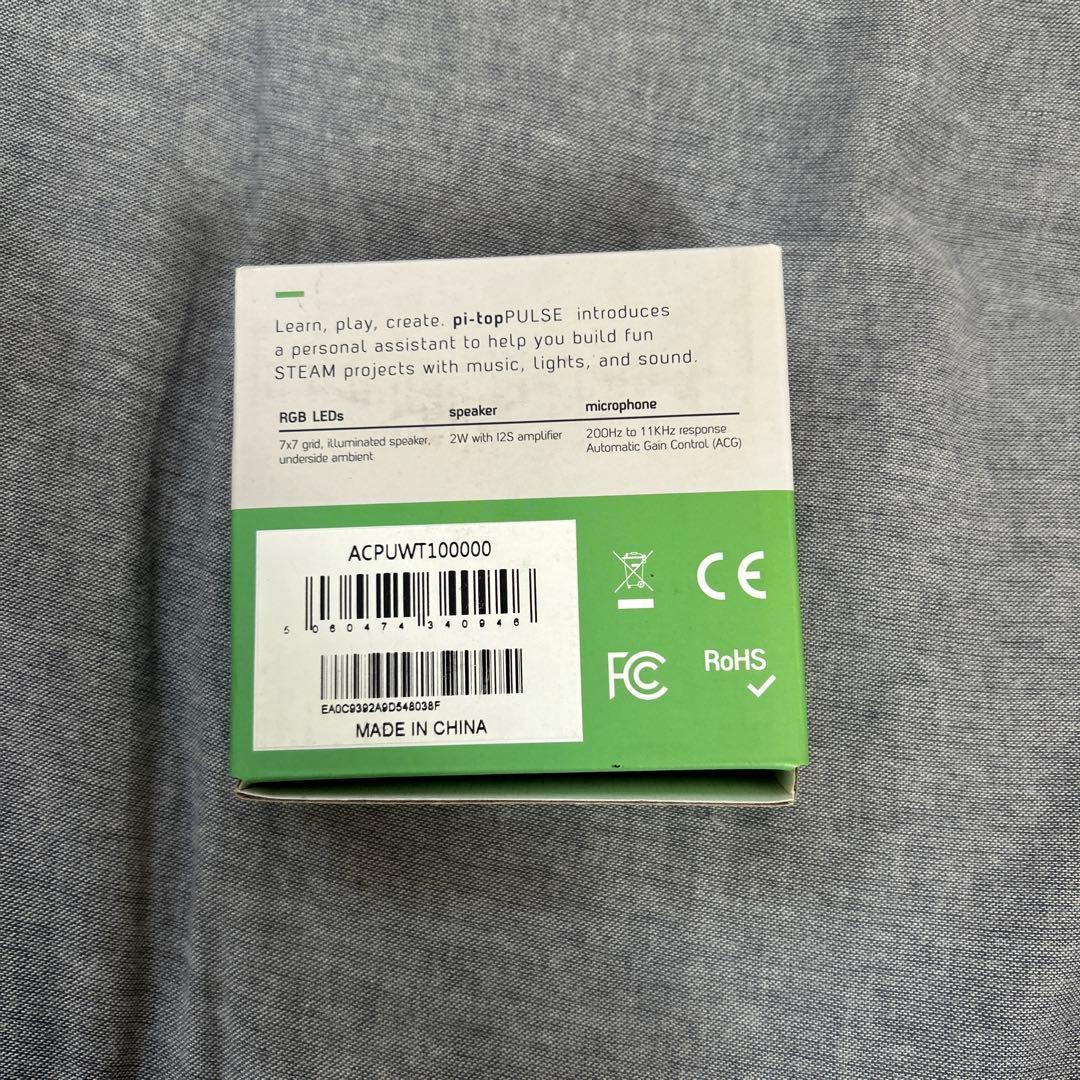 Learn, play, create. pi-topPULSE introduces
a personal assistant to help you build fun
STEAM projects with music, lights, and sound.
RGB LEDs
7x7 grid, illuminated speaker,
underside ambient
speaker
2W with I2S amplifier
microphone
200Hz to 11KHz response
Automatic Gain Control (ACG)
ACPUWT100000
5 060474 340946
EA0C9392A9D548038F
MADE IN CHINA
CE
FC
RoHS